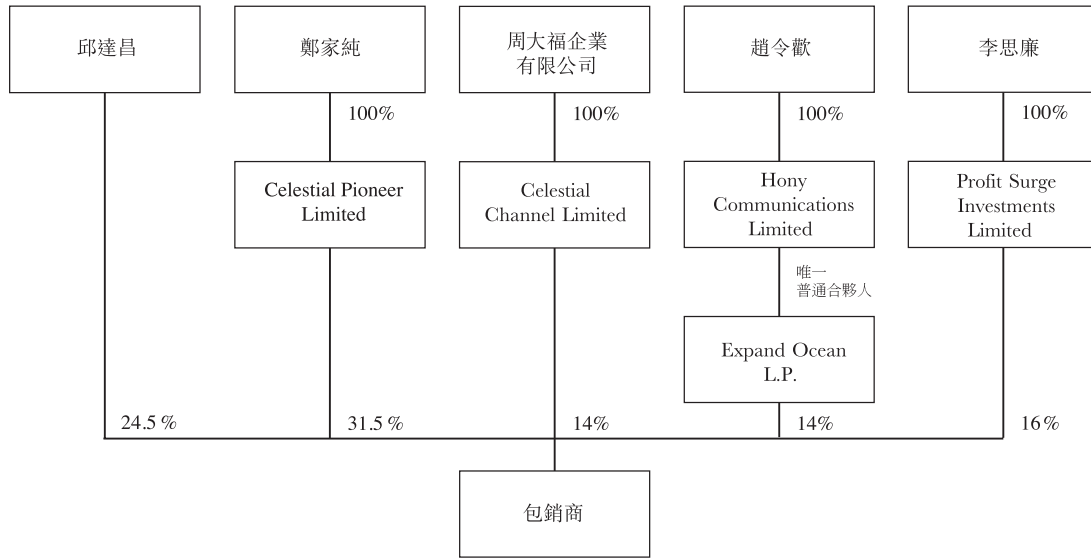 邱達昌
鄭家純
周大福企業
有限公司
趙令歡
李思廉
100%
100%
100%
100%
Celestial Pioneer
Limited
Celestial
Channel Limited
Hony
Communications
Limited
Profit Surge
Investments
Limited
唯一
普通合夥人
Expand Ocean
L.P.
24.5 %
31.5 %
14%
14%
16%
包銷商